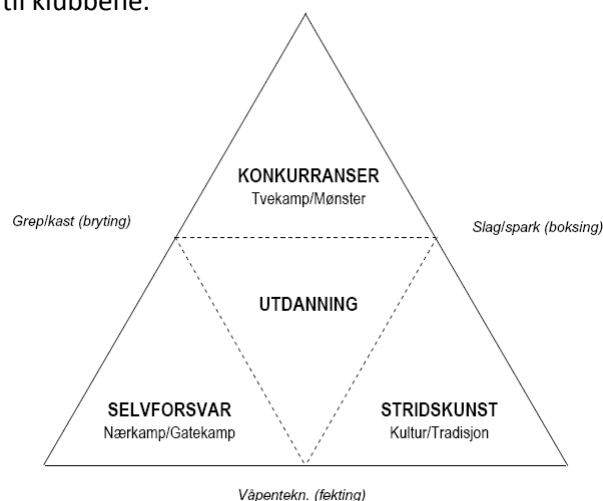 til klubbene.
KONKURRANSER
Tvekamp/Mønster
Grep/kast (bryting)
Slag/spark (boksing)
UTDANNING
SELVFORSVAR
Nærkamp/Gatekamp
STRIDSKUNST
Kultur/Tradisjon
Våpentekn. (fekting)